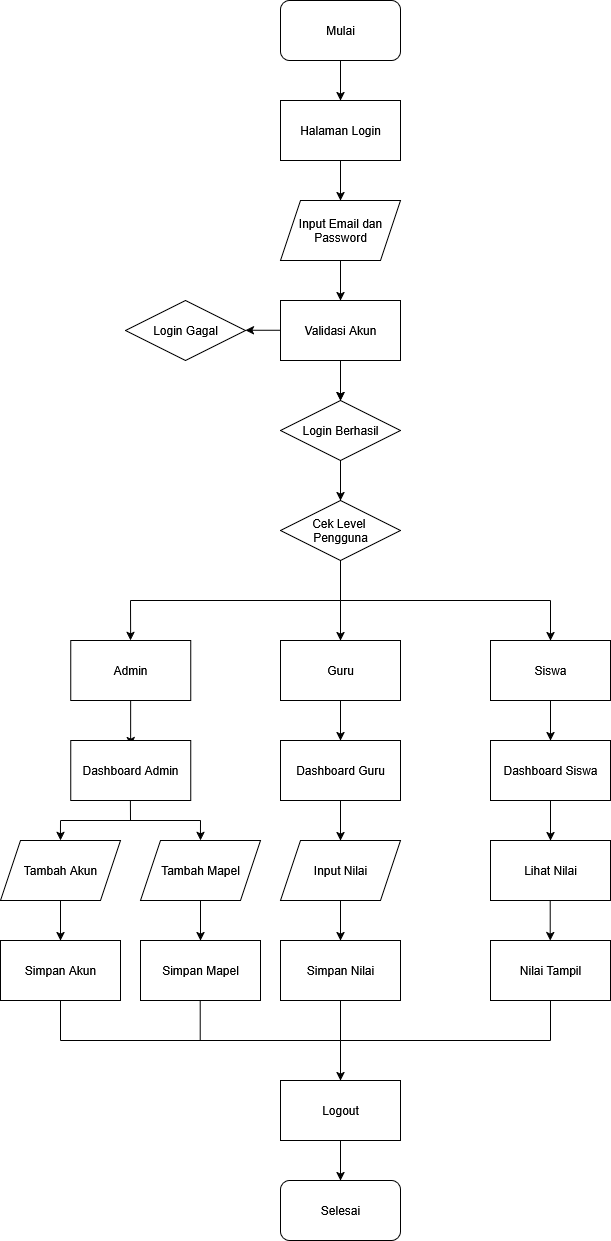 Mulai
Halaman Login
Input Email dan
Password
Login Gagal
Validasi Akun
Login Berhasil
Cek Level
Pengguna
Admin
Guru
Siswa
Dashboard Admin
Dashboard Guru
Dashboard Siswa
Tambah Akun
Tambah Mapel
Input Nilai
Lihat Nilai
Simpan Akun
Simpan Mapel
Simpan Nilai
Nilai Tampil
Logout
Selesai